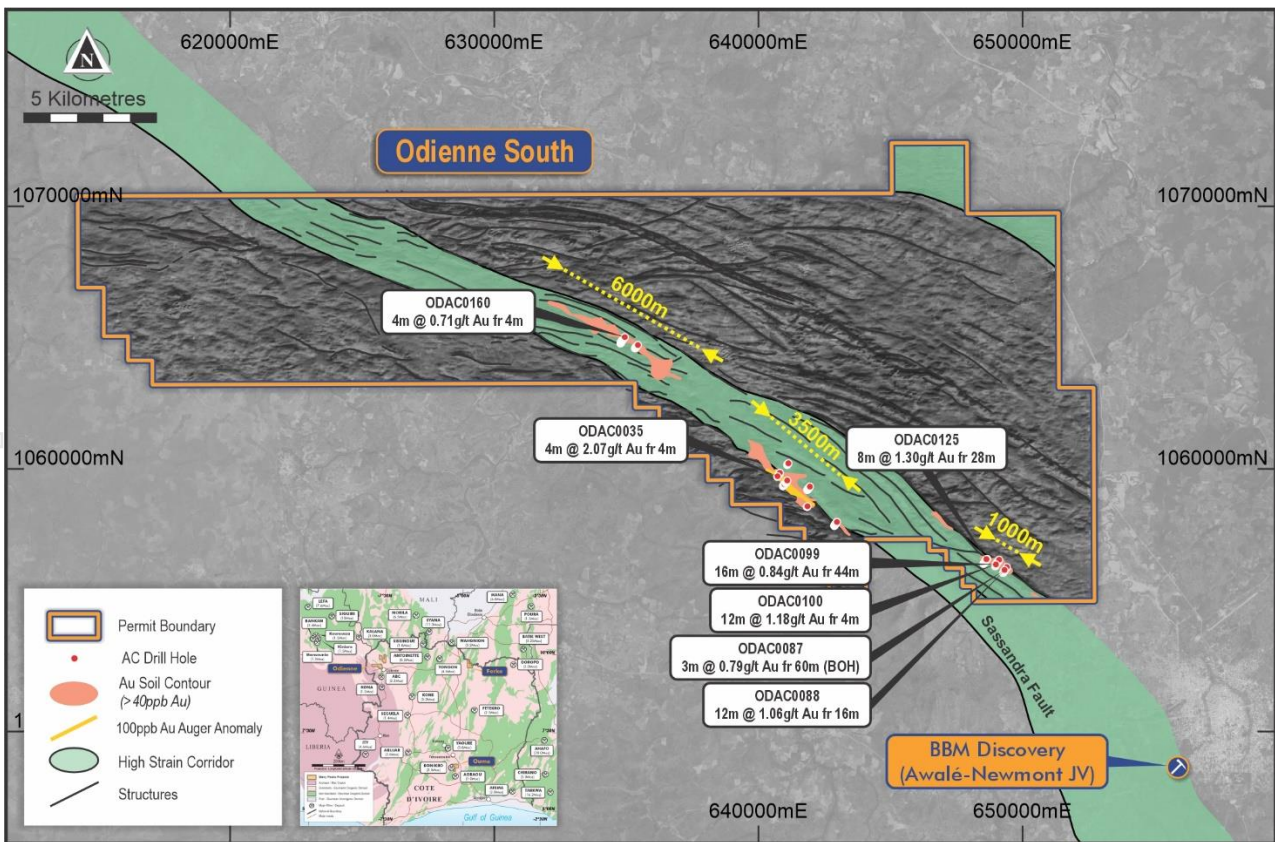 620000mE
630000mE
640000mE
650000mE
N
5 Kilometres
Odienne South
1070000mN
1070000mN
6000m
ODAC0160
4m @ 0.71g/t Au fr 4m
3500m
ODAC0035
4m @ 2.07g/t Au fr 4m
ODAC0125
8m @ 1.30g/t Au fr 28m
1060000mN
1060000mN
1000m
ODAC0099
16m @ 0.84g/t Au fr 44m
ODAC0100
12m @ 1.18g/t Au fr 4m
ODAC0087
3m @ 0.79g/t Au fr 60m (BOH)
ODAC0088
12m @ 1.06g/t Au fr 16m
Sassandra Fault
BBM Discovery
(Awalé-Newmont JV)
1
640000mE
650000mE
Permit Boundary
AC Drill Hole
Au Soil Contour
(>40ppb Au)
100ppb Au Auger Anomaly
High Strain Corridor
Structures
MALI
Odienne
Ferke
GUINEA
LIBERIA
COTE
D'IVOIRE
Gulf of Guinea